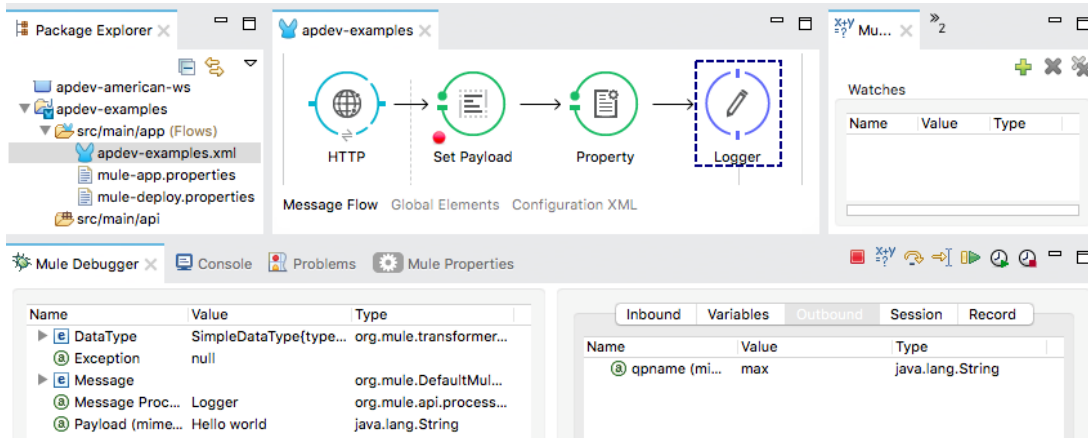 Package Explorer
apdev-american-ws
apdev-examples
src/main/app (Flows)
apdev-examples.xml
mule-app.properties
mule-deploy.properties
src/main/api
apdev-examples
HTTP
Set Payload
Property
Logger
Message Flow Global Elements Configuration XML
x+y
=? Mu...
»2
Watches
Name Value Type
Mule Debugger Console Problems Mule Properties
x+y
=?
Name Value Type
e DataType SimpleDataType{type... org.mule.transformer...
a Exception null
e Message org.mule.DefaultMul...
a Message Proc... Logger org.mule.api.process...
a Payload (mime... Hello world java.lang.String
Inbound Variables Outbound Session Record
Name Value Type
a qpname (mi... max java.lang.String